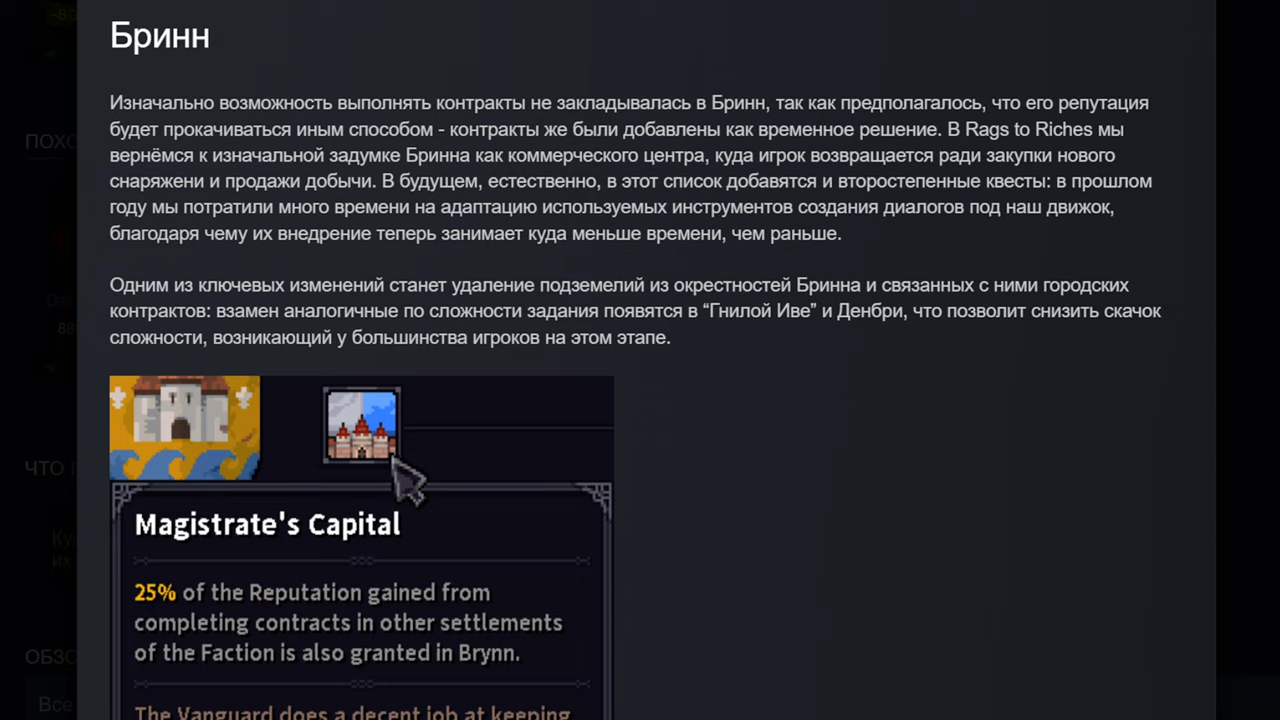 Бринн
Изначально возможность выполнять контракты не закладывалась в Бринн, так как предполагалось, что его репутация
будет прокачиваться иным способом - контракты же были добавлены как временное решение. В Rags to Riches мы
вернёмся к изначальной задумке Бринна как коммерческого центра, куда игрок возвращается ради закупки нового
снаряжени и продажи добычи. В будущем, естественно, в этот список добавятся и второстепенные квесты: в прошлом
году мы потратили много времени на адаптацию используемых инструментов создания диалогов под наш движок,
благодаря чему их внедрение теперь занимает куда меньше времени, чем раньше.
Одним из ключевых изменений станет удаление подземелий из окрестностей Бринна и связанных с ними городских
контрактов: взамен аналогичные по сложности задания появятся в “Гнилой Иве” и Денбри, что позволит снизить скачок
сложности, возникающий у большинства игроков на этом этапе.
Magistrate's Capital
25% of the Reputation gained from
completing contracts in other settlements
of the Faction is also granted in Brynn.
The Vanguard does a decent job at keeping
ПОХО
ЧТО
ОБЗО
Все